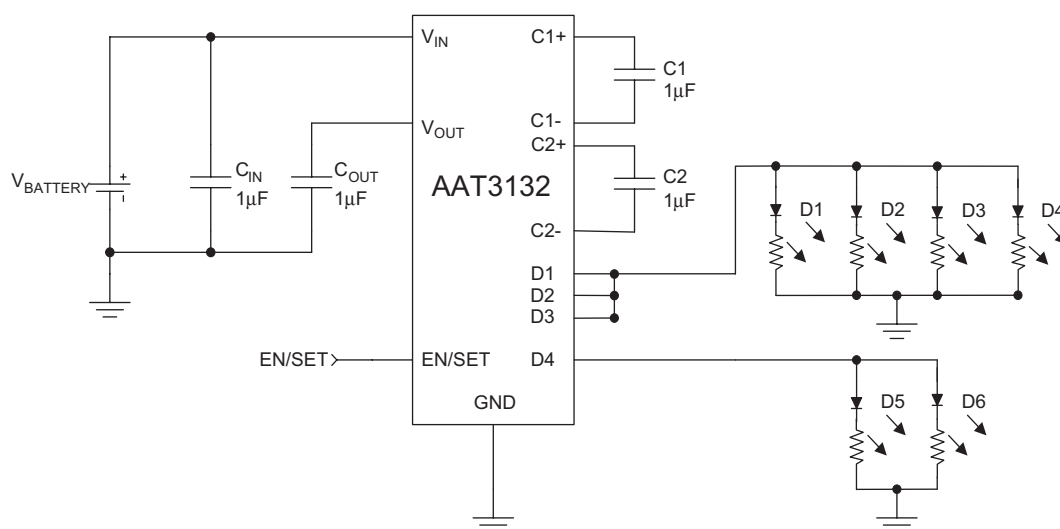 V_IN
C1+
C1
1µF
C1-
V_OUT
C2+
C_IN
1µF
C_OUT
1µF
V_BATTERY
+
AAT3132
C2
1µF
C2-
D1
D2
D3
D4
D1
D2
D3
EN/SET
EN/SET
D4
D5
D6
GND